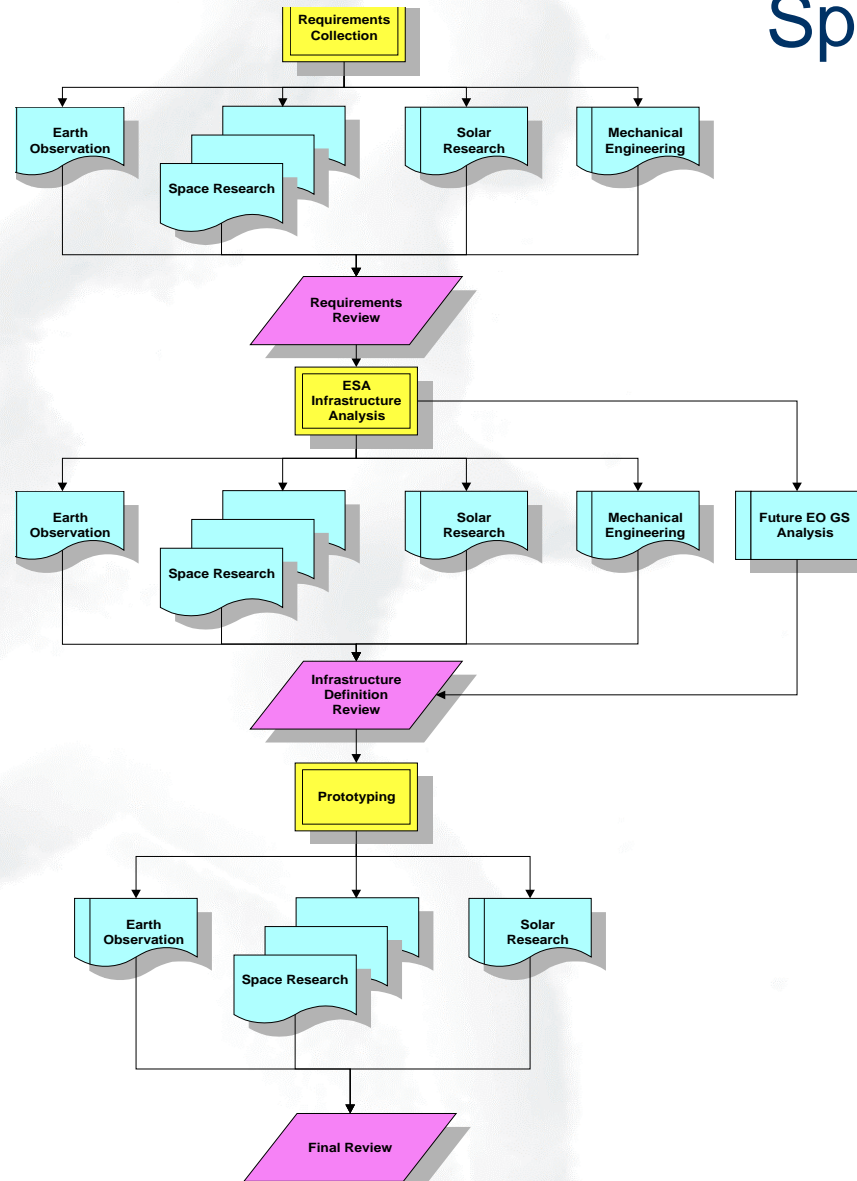 Sp
Requirements
Collection
Earth
Observation
Space Research
Solar
Research
Mechanical
Engineering
Requirements
Review
ESA
Infrastructure
Analysis
Earth
Observation
Space Research
Solar
Research
Mechanical
Engineering
Future EO GS
Analysis
Infrastructure
Definition
Review
Prototyping
Earth
Observation
Space Research
Solar
Research
Final Review